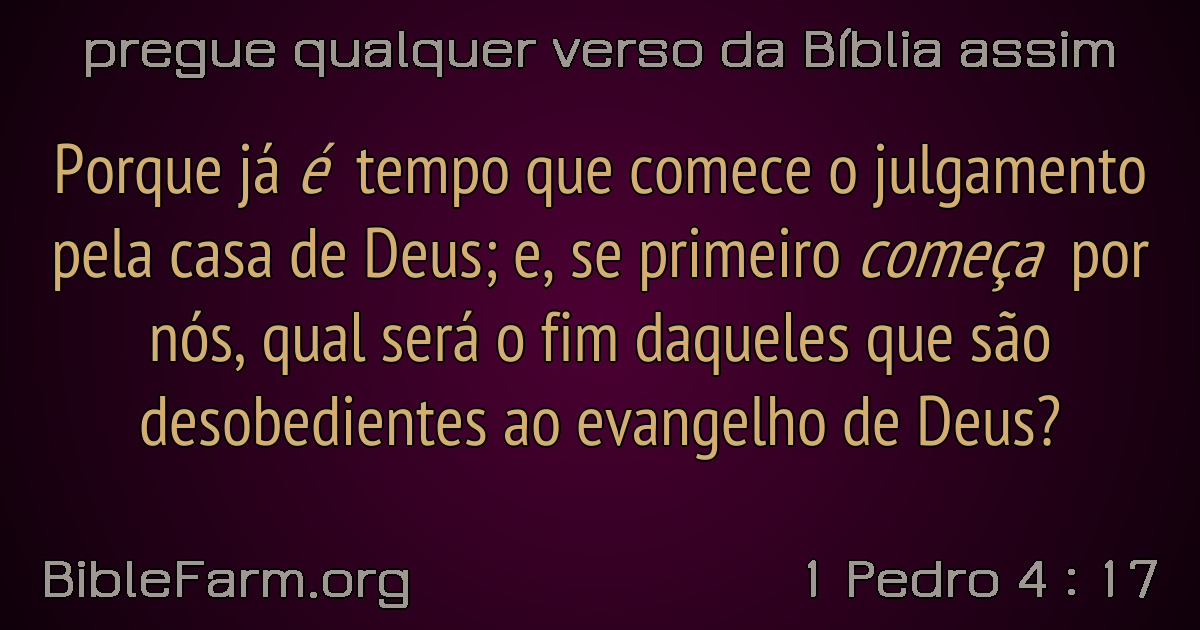 pregue qualquer verso da Bíblia assim
Porque já é tempo que comece o julgamento
pela casa de Deus; e, se primeiro começa por
nós, qual será o fim daqueles que são
desobedientes ao evangelho de Deus?
BibleFarm.org
1 Pedro 4 : 17